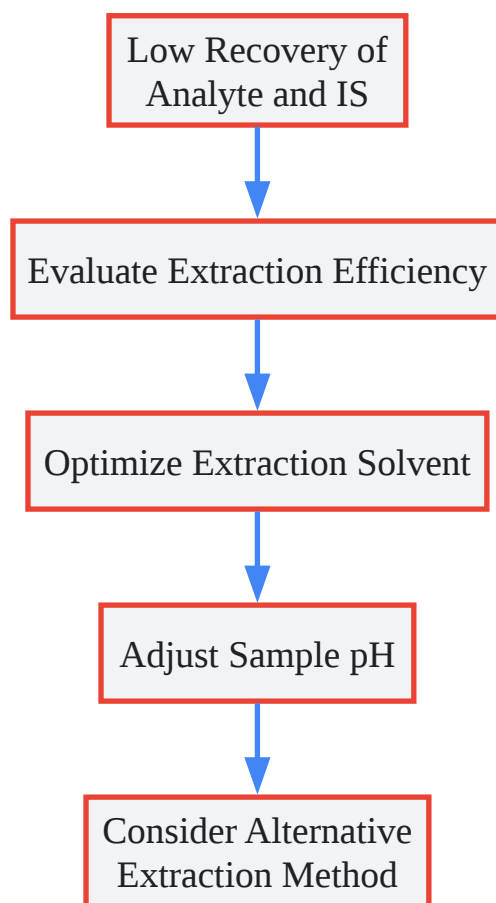 Low Recovery of
Analyte and IS
Evaluate Extraction Efficiency
Optimize Extraction Solvent
Adjust Sample pH
Consider Alternative
Extraction Method